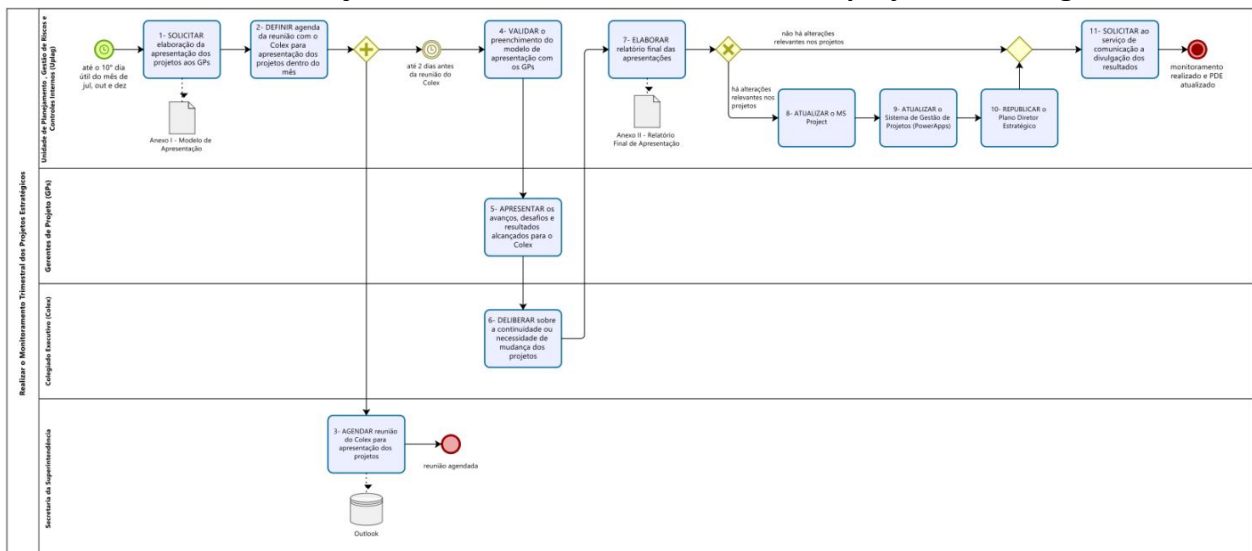 Realizar o Monitoramento Trimestral dos Projetos Estratégicos
Unidade de Planejamento , Gestão de Riscos e
Controles Internos (Uplag)
até o 10° dia
útil do mês de
jul, out e dez
1- SOLICITAR
elaboração da
apresentação dos
projetos aos GPs
Anexo I - Modelo de
Apresentação
2- DEFINIR agenda
da reunião com o
Colex para
apresentação dos
projetos dentro do
mês
até 2 dias antes
da reunião do
Colex
4- VALIDAR o
preenchimento do
modelo de
apresentação com
os GPs
7- ELABORAR
relatório final das
apresentações
Anexo II - Relatório
Final de Apresentação
não há alterações
relevantes nos projetos
há alterações
relevantes nos
projetos
8- ATUALIZAR o MS
Project
9- ATUALIZAR o
Sistema de Gestão de
Projetos (PowerApps)
10- REPUBLICAR o
Plano Diretor
Estratégico
11- SOLICITAR ao
serviço de
comunicação a
divulgação dos
resultados
monitoramento
realizado e PDE
atualizado
Gerentes de Projeto (GPs)
5- APRESENTAR os
avanços, desafios e
resultados
alcançados para o
Colex
Colegiado Executivo (Colex)
6- DELIBERAR sobre
a continuidade ou
necessidade de
mudança dos
projetos
Secretaria da Superintendência
3- AGENDAR reunião
do Colex para
apresentação dos
projetos
reunião agendada
Outlook